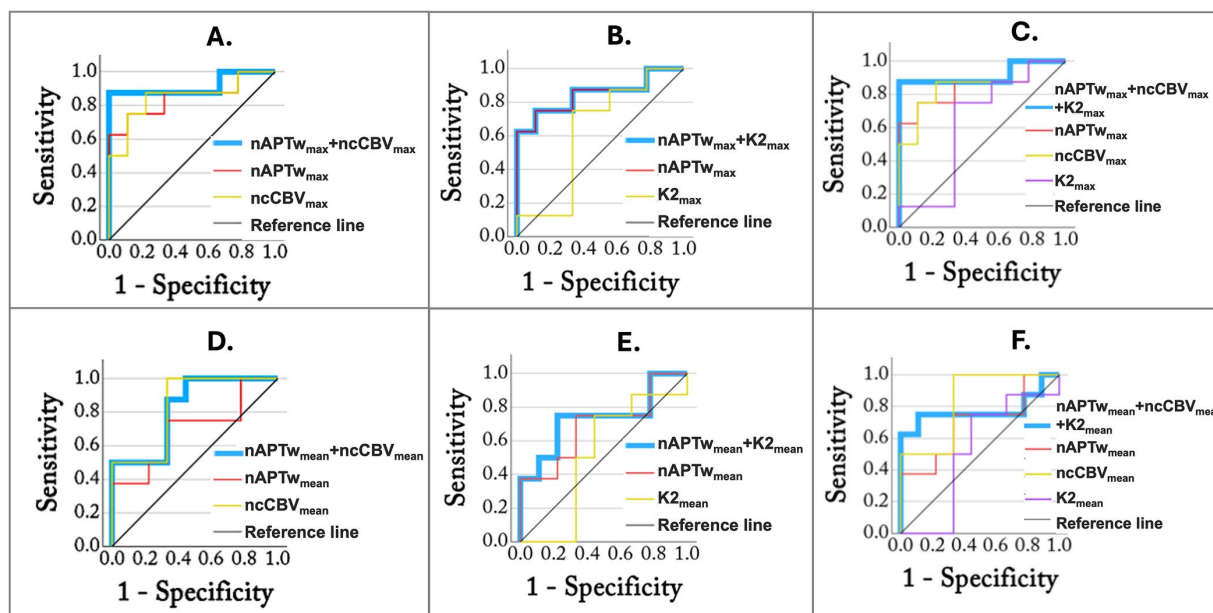 A.
Sensitivity
1.0
0.8
0.6
0.4
0.2
0.0
nAPTwmax+ncCBVmax
nAPTwmax
ncCBVmax
Reference line
0.0 0.2 0.4 0.6 0.8 1.0
1 - Specificity
B.
Sensitivity
1.0
0.8
0.6
0.4
0.2
0.0
nAPTwmax+K2max
nAPTwmax
K2max
Reference line
0.0 0.2 0.4 0.6 0.8 1.0
1 - Specificity
C.
Sensitivity
1.0
0.8
0.6
0.4
0.2
0.0
nAPTwmax+ncCBVmax
+K2max
nAPTwmax
ncCBVmax
K2max
Reference line
0.0 0.2 0.4 0.6 0.8 1.0
1 - Specificity
D.
Sensitivity
1.0
0.8
0.6
0.4
0.2
0.0
nAPTwmean+ncCBVmean
nAPTwmean
ncCBVmean
Reference line
0.0 0.2 0.4 0.6 0.8 1.0
1 - Specificity
E.
Sensitivity
1.0
0.8
0.6
0.4
0.2
0.0
nAPTwmean+K2mean
nAPTwmean
K2mean
Reference line
0.0 0.2 0.4 0.6 0.8 1.0
1 - Specificity
F.
Sensitivity
1.0
0.8
0.6
0.4
0.2
0.0
nAPTwmean+ncCBVmea
+K2mean
nAPTwmean
ncCBVmean
K2mean
Reference line
0.0 0.2 0.4 0.6 0.8 1.0
1 - Specificity